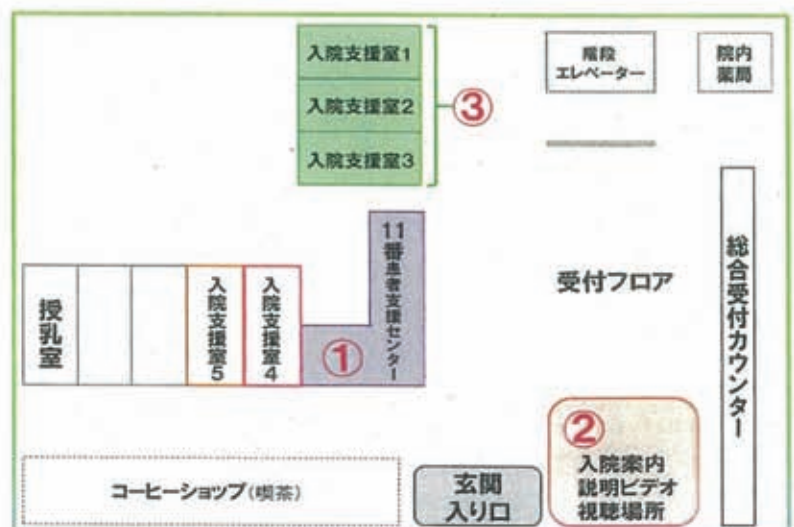 入院支援室1
入院支援室2
入院支援室3
③
階段
エレベーター
院内
薬局
11番患者支援センター
①
授乳室
入院支援室5
入院支援室4
受付フロア
総合受付カウンター
②
入院案内
説明ビデオ
視聴場所
コーヒーショップ(喫茶)
玄関
入り口